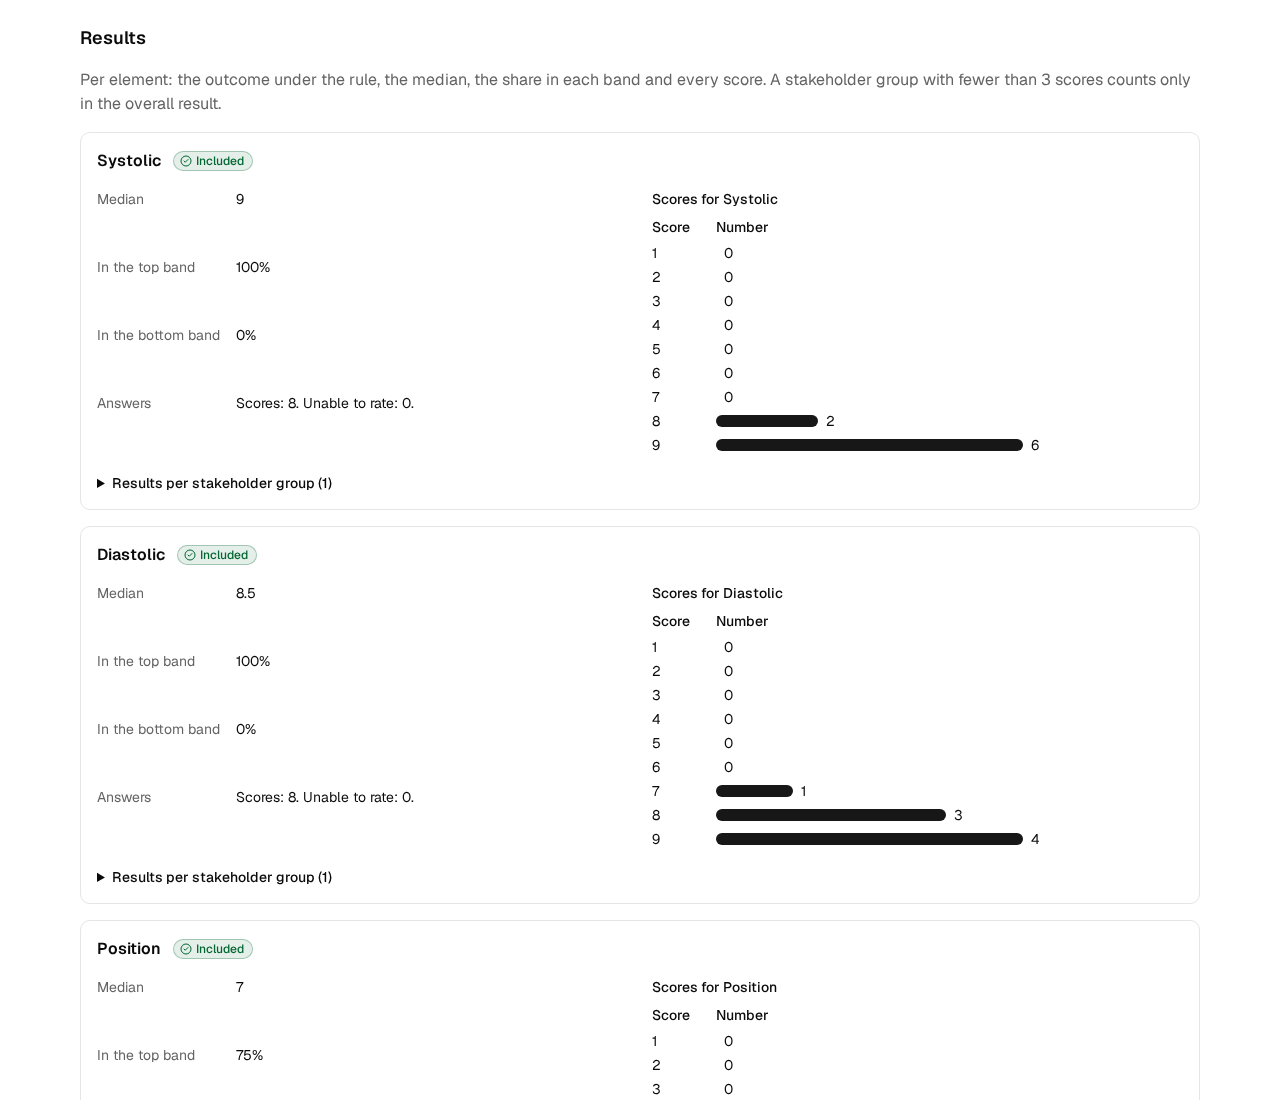 Results
Per element: the outcome under the rule, the median, the share in each band and every score. A stakeholder group with fewer than 3 scores counts only
in the overall result.
Systolic Included
Median 9
In the top band 100%
In the bottom band 0%
Answers Scores: 8. Unable to rate: 0.
Scores for Systolic
Score Number
1 0
2 0
3 0
4 0
5 0
6 0
7 0
8 2
9 6
Results per stakeholder group (1)
Diastolic Included
Median 8.5
In the top band 100%
In the bottom band 0%
Answers Scores: 8. Unable to rate: 0.
Scores for Diastolic
Score Number
1 0
2 0
3 0
4 0
5 0
6 0
7 1
8 3
9 4
Results per stakeholder group (1)
Position Included
Median 7
In the top band 75%
Scores for Position
Score Number
1 0
2 0
3 0